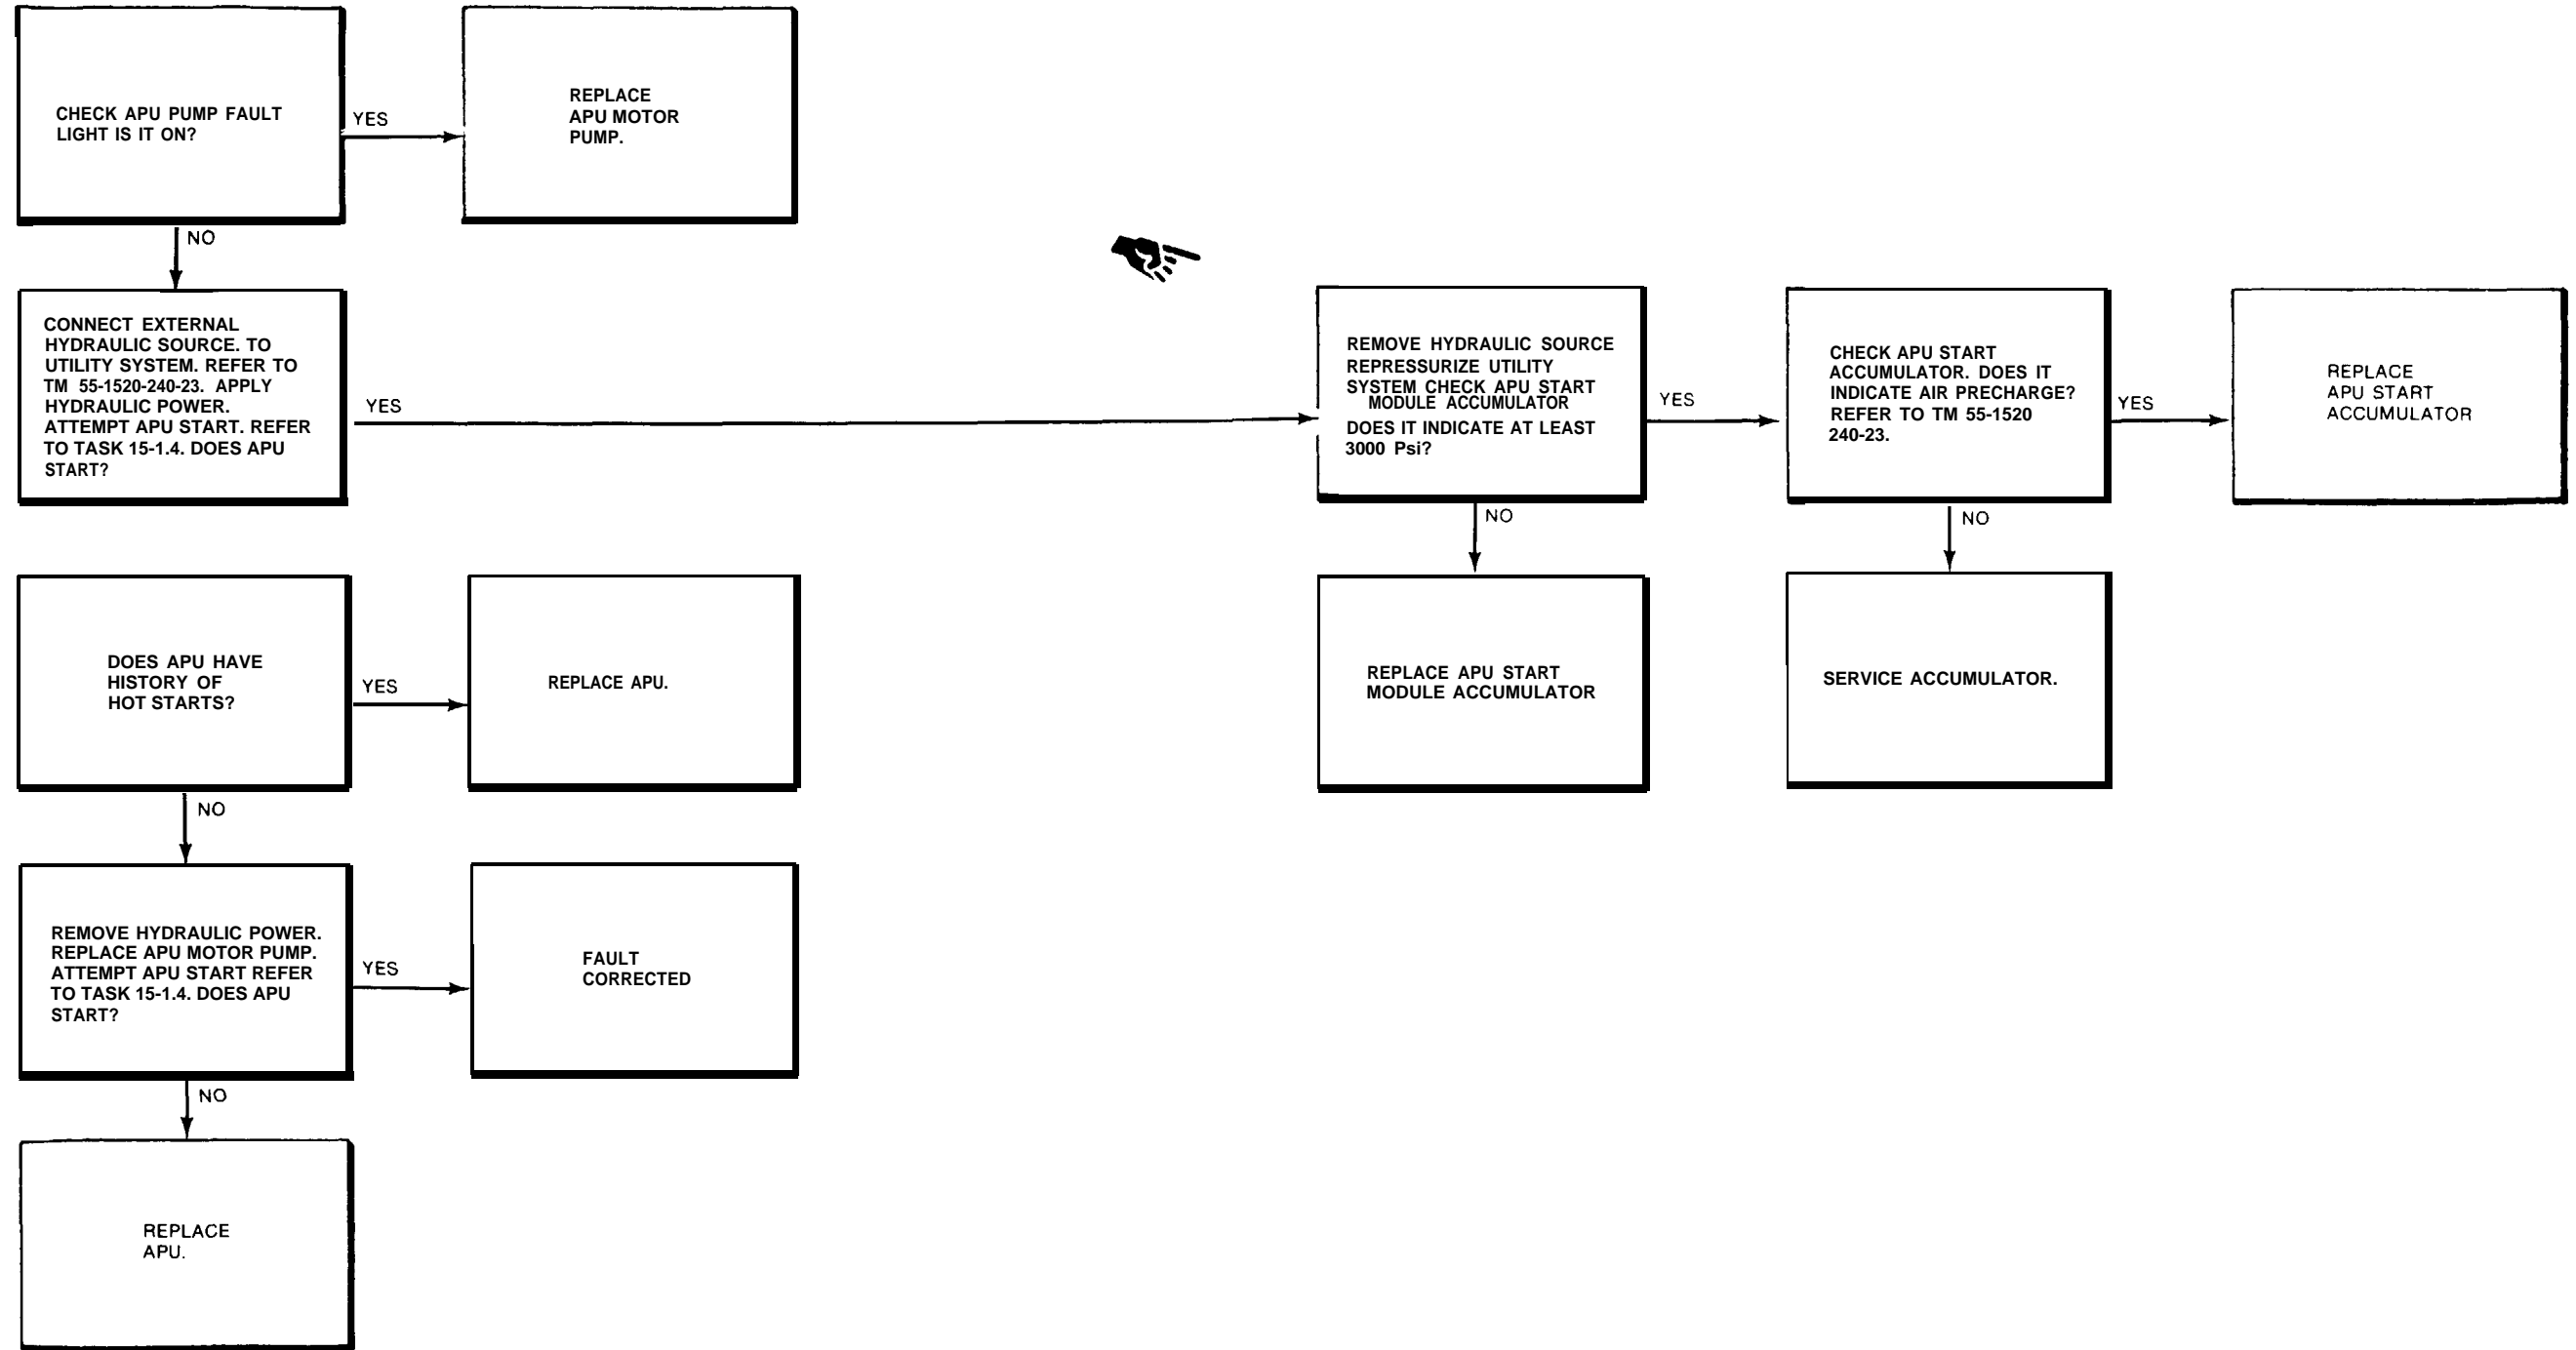 CHECK APU PUMP FAULT
LIGHT IS IT ON?
YES
REPLACE
APU MOTOR
PUMP.
NO
CONNECT EXTERNAL
HYDRAULIC SOURCE. TO
UTILITY SYSTEM. REFER TO
TM 55-1520-240-23. APPLY
HYDRAULIC POWER.
ATTEMPT APU START. REFER
TO TASK 15-1.4. DOES APU
START?
YES
REMOVE HYDRAULIC SOURCE
REPRESSURIZE UTILITY
SYSTEM CHECK APU START
MODULE ACCUMULATOR
DOES IT INDICATE AT LEAST
3000 Psi?
YES
CHECK APU START
ACCUMULATOR. DOES IT
INDICATE AIR PRECHARGE?
REFER TO TM 55-1520
240-23.
YES
REPLACE
APU START
ACCUMULATOR
NO
NO
DOES APU HAVE
HISTORY OF
HOT STARTS?
YES
REPLACE APU.
REPLACE APU START
MODULE ACCUMULATOR
SERVICE ACCUMULATOR.
NO
REMOVE HYDRAULIC POWER.
REPLACE APU MOTOR PUMP.
ATTEMPT APU START REFER
TO TASK 15-1.4. DOES APU
START?
YES
FAULT
CORRECTED
NO
REPLACE
APU.